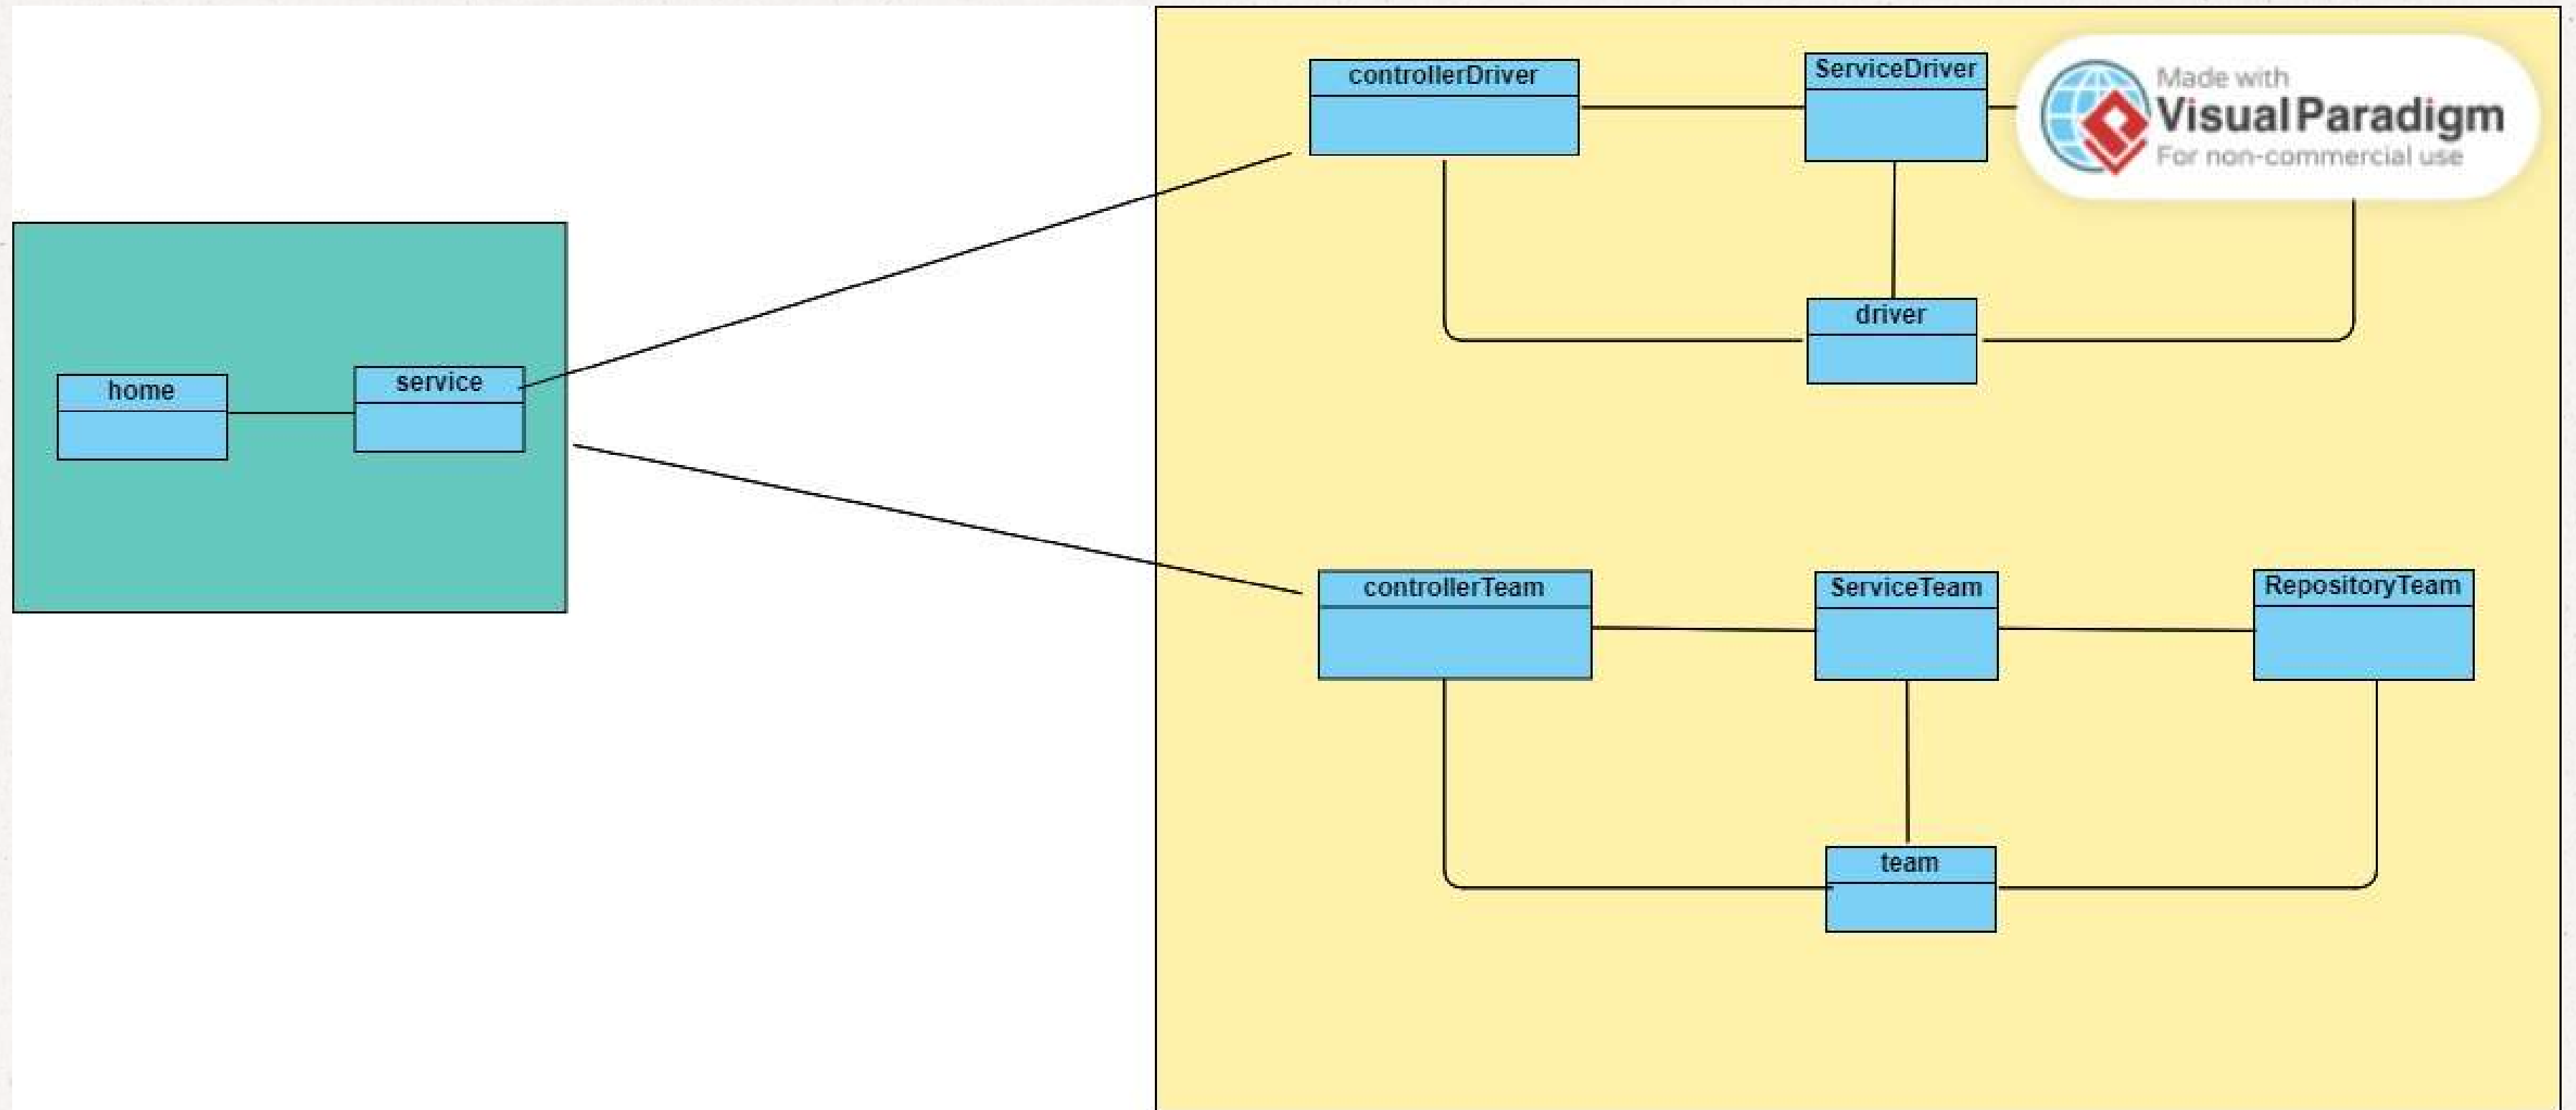 controllerDriver
ServiceDriver
Made with
Visual Paradigm
For non-commercial use
driver
home
service
controllerTeam
ServiceTeam
RepositoryTeam
team